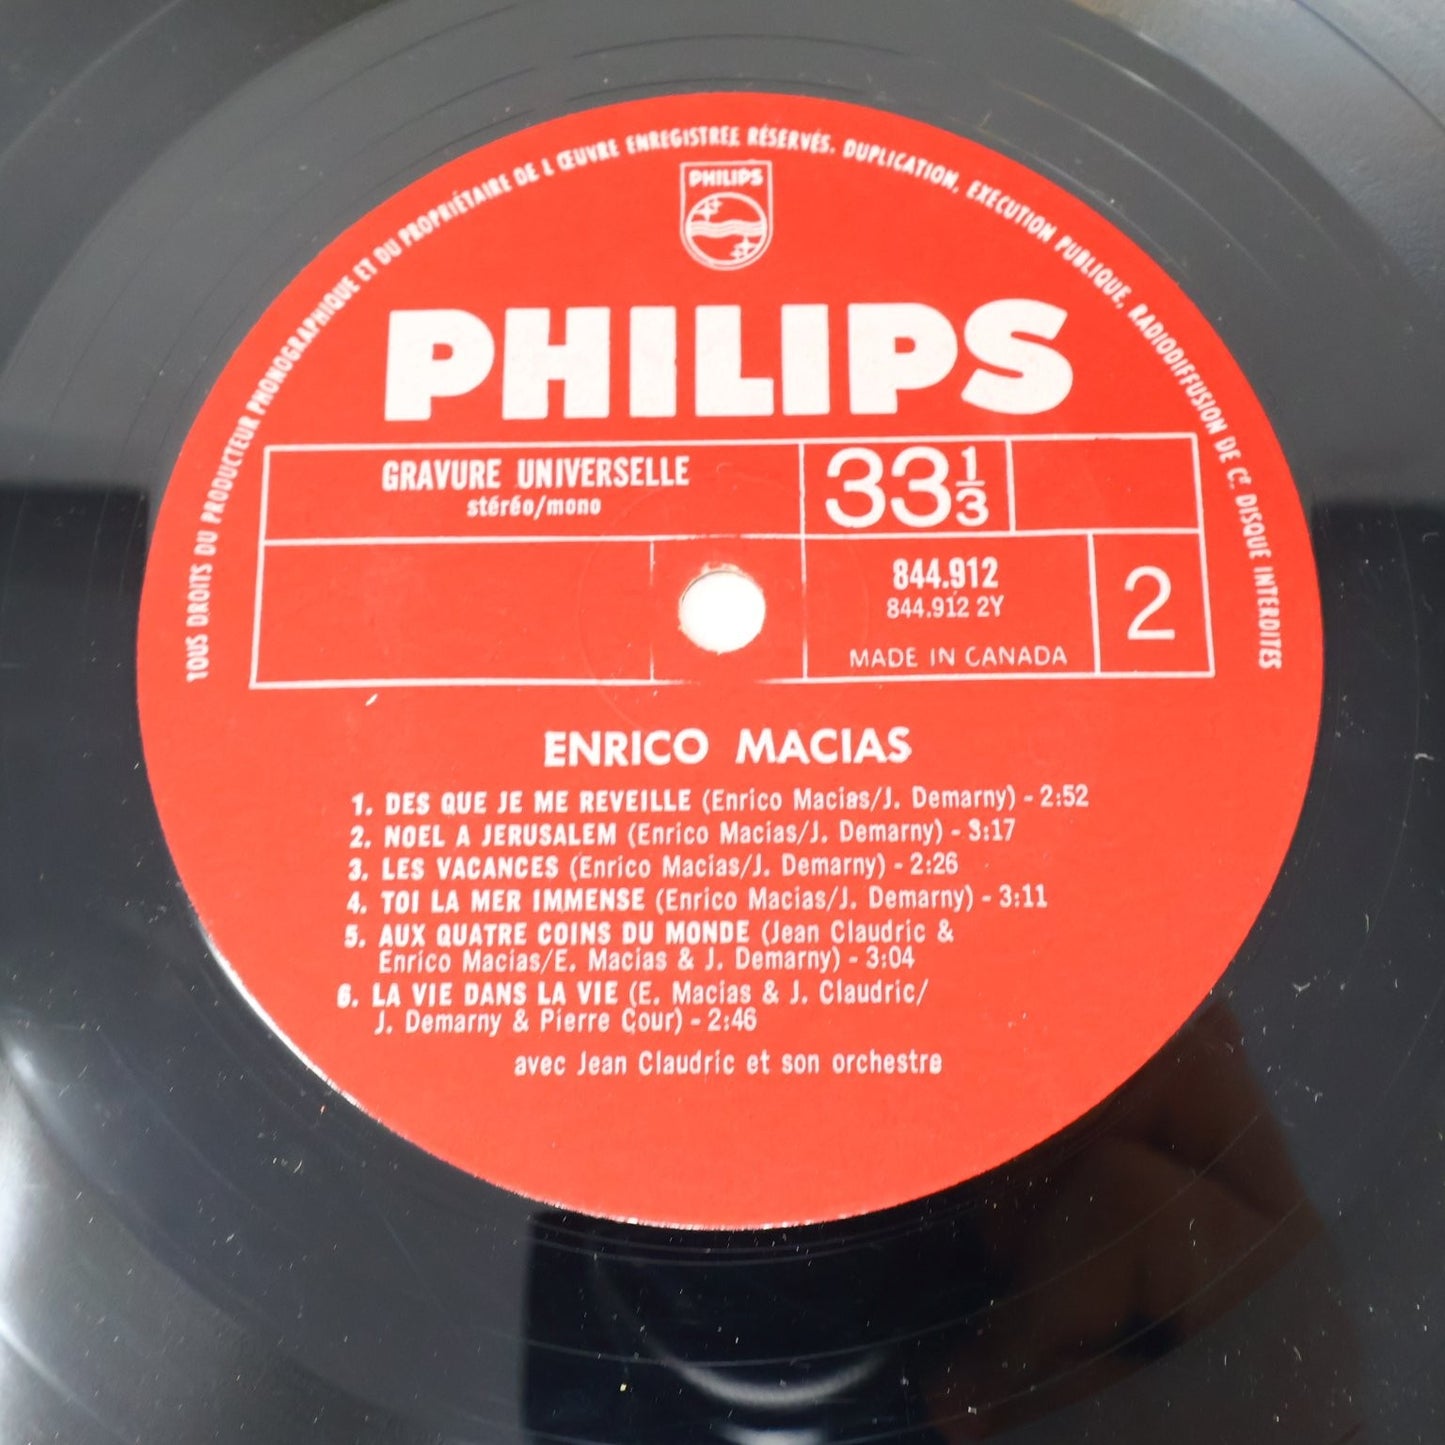 TOUS DROITS DU PRODUCTEUR PHONOGRAPHIQUE ET DU PROPRIÉTAIRE DE L ŒUVRE ENREGISTREE RÉSERVÉS. DUPLICATION, EXECUTION PUBLIQUE, RADIODIFFUSION DE Cᵉ. DISQUE INTERDITES
PHILIPS
PHILIPS
GRAVURE UNIVERSELLE
stéréo/mono
33 1/3
844.912
844.912 2Y
MADE IN CANADA
2
ENRICO MACIAS
1. DES QUE JE ME REVEILLE (Enrico Macias/J. Demarny) - 2:52
2. NOEL A JERUSALEM (Enrico Macias/J. Demarny) - 3:17
3. LES VACANCES (Enrico Macias/J. Demarny) - 2:26
4. TOI LA MER IMMENSE (Enrico Macias/J. Demarny) - 3:11
5. AUX QUATRE COINS DU MONDE (Jean Claudric &
Enrico Macias/E. Macias & J. Demarny) - 3:04
6. LA VIE DANS LA VIE (E. Macias & J. Claudric/
J. Demarny & Pierre Cour) - 2:46
avec Jean Claudric et son orchestre